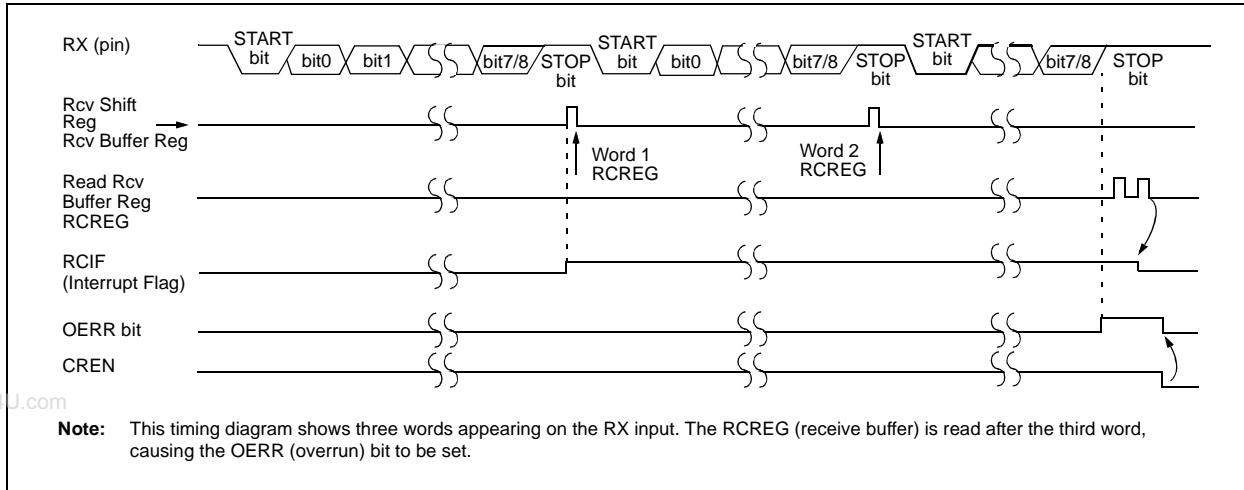 RX (pin)
START
bit
bit0
bit1
bit7/8
STOP
bit
START
bit
bit0
bit7/8
STOP
bit
START
bit
bit7/8
STOP
bit
Rcv Shift
Reg
Rcv Buffer Reg
Word 1
RCREG
Word 2
RCREG
Read Rcv
Buffer Reg
RCREG
RCIF
(Interrupt Flag)
OERR bit
CREN
U.com
Note: This timing diagram shows three words appearing on the RX input. The RCREG (receive buffer) is read after the third word,
causing the OERR (overrun) bit to be set.